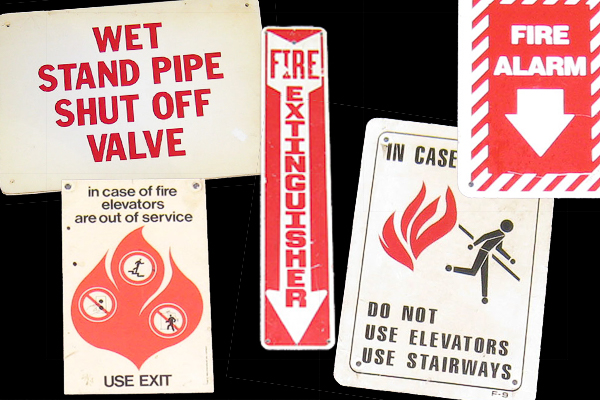 WET
STAND PIPE
SHUT OFF
VALVE
in case of fire
elevators
are out of service
USE EXIT
FIRE
EXTINGUISHER
IN CASE
DO NOT
USE ELEVATORS
USE STAIRWAYS
F-9
FIRE
ALARM